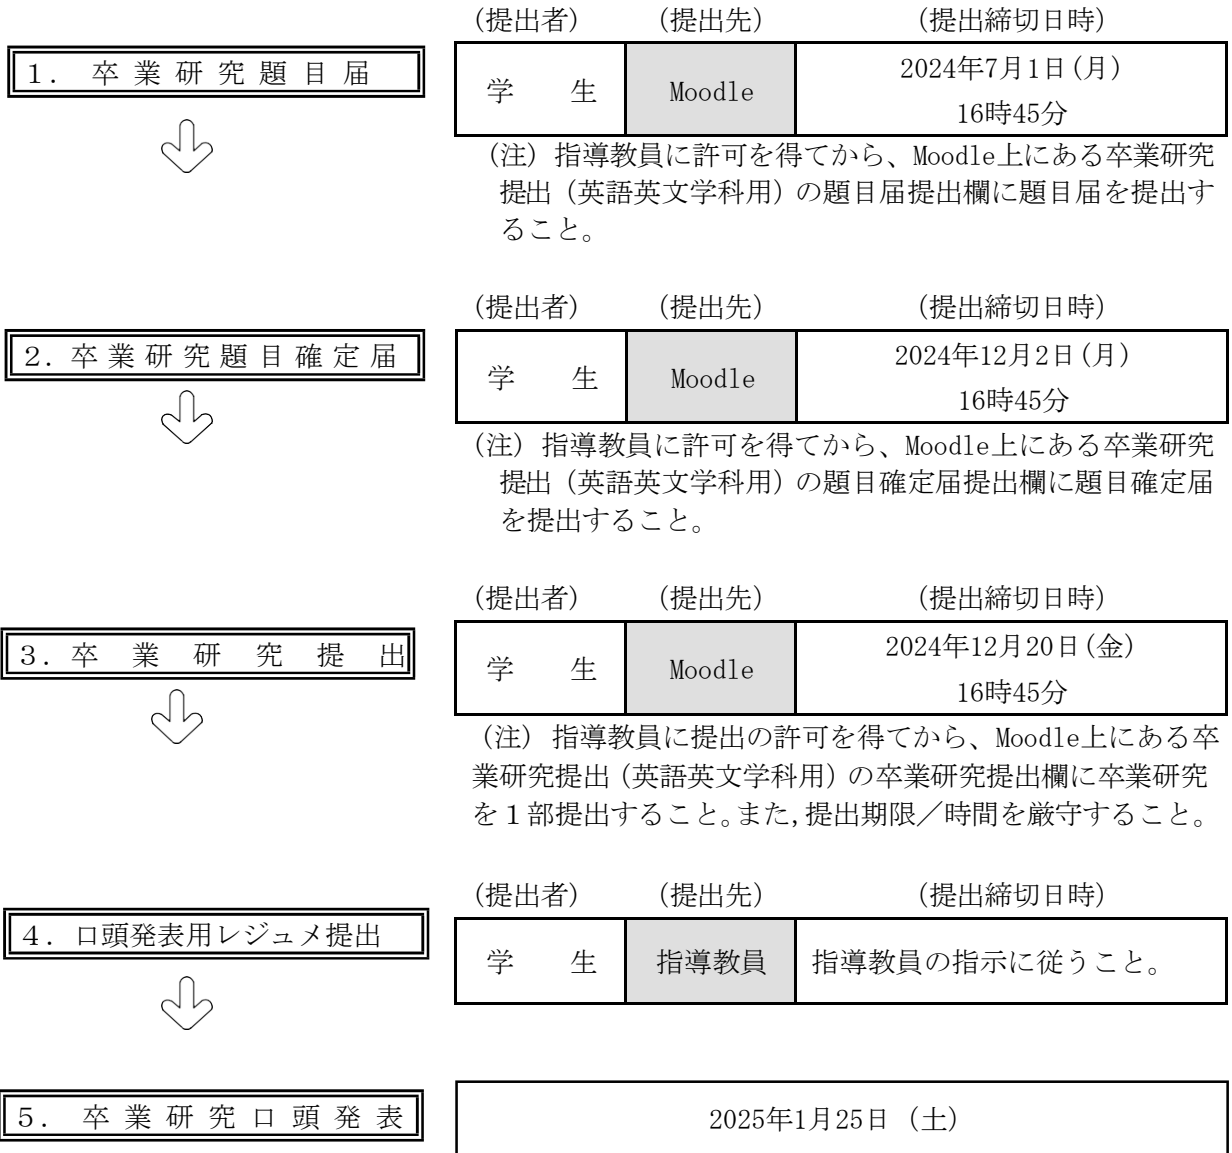 (提出者) (提出先) (提出締切日時)
1. 卒業研究題目届
学 生 Moodle 2024年7月1日(月)
16時45分
(注) 指導教員に許可を得てから、Moodle上にある卒業研究
提出(英語英文学科用)の題目届提出欄に題目届を提出す
ること。
(提出者) (提出先) (提出締切日時)
2. 卒業研究題目確定届
学 生 Moodle 2024年12月2日(月)
16時45分
(注) 指導教員に許可を得てから、Moodle上にある卒業研究
提出(英語英文学科用)の題目確定届提出欄に題目確定届
を提出すること。
(提出者) (提出先) (提出締切日時)
3. 卒業研究提出
学 生 Moodle 2024年12月20日(金)
16時45分
(注) 指導教員に提出の許可を得てから、Moodle上にある卒
業研究提出(英語英文学科用)の卒業研究提出欄に卒業研究
を1部提出すること。また,提出期限/時間を厳守すること。
(提出者) (提出先) (提出締切日時)
4. 口頭発表用レジュメ提出
学 生 指導教員 指導教員の指示に従うこと。
5. 卒業研究口頭発表
2025年1月25日 (土)